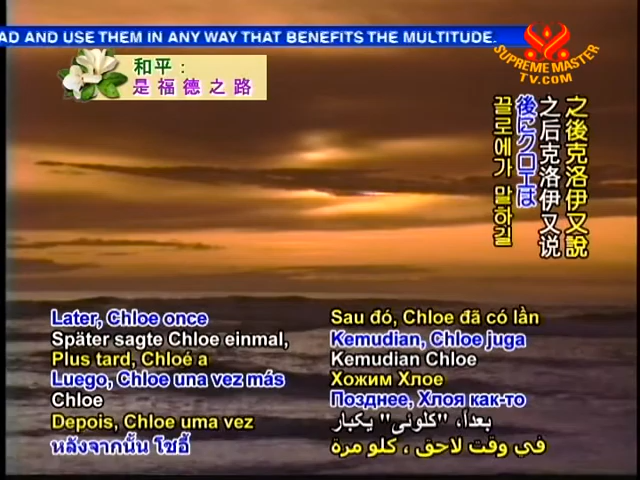 AD AND USE THEM IN ANY WAY THAT BENEFITS THE MULTITUDE.
SUPREME MASTER
TV.COM
和平：
是福德之路
之後克洛伊又說
之后克洛伊又说
後にクロエは
끌로에가 말하길
Later, Chloe once
Später sagte Chloe einmal,
Plus tard, Chloé a
Luego, Chloe una vez más
Chloe
Depois, Chloe uma vez
หลังจากนั้น โชอี้
Sau đó, Chloe đã có lần
Kemudian, Chloe juga
Kemudian Chloe
Хожим Хлое
Позднее, Хлоя как-то
بعداً، "کلوئی" یکبار
في وقت لاحق ، كلو مرة